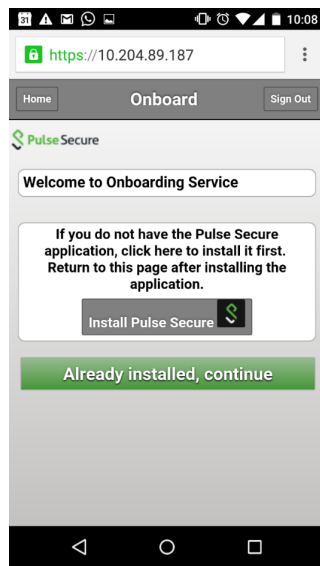 31
10:08
https://10.204.89.187
Home
Onboard
Sign Out
S Pulse Secure
Welcome to Onboarding Service
If you do not have the Pulse Secure
application, click here to install it first.
Return to this page after installing the
application.
Install Pulse Secure S
Already installed, continue